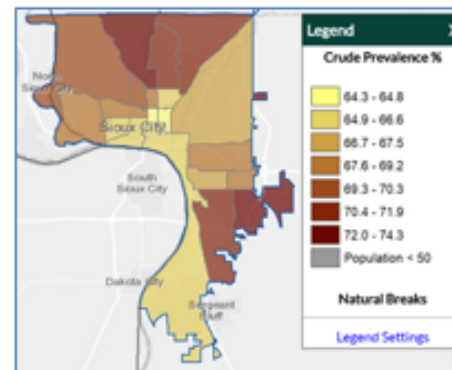 North
Sioux City
Sioux City
South
Sioux City
Dakota City
Sergeant
Bluff
Legend
X
Crude Prevalence %
64.3 - 64.8
64.9 - 66.6
66.7 - 67.5
67.6 - 69.2
69.3 - 70.3
70.4 - 71.9
72.0 - 74.3
Population < 50
Natural Breaks
Legend Settings